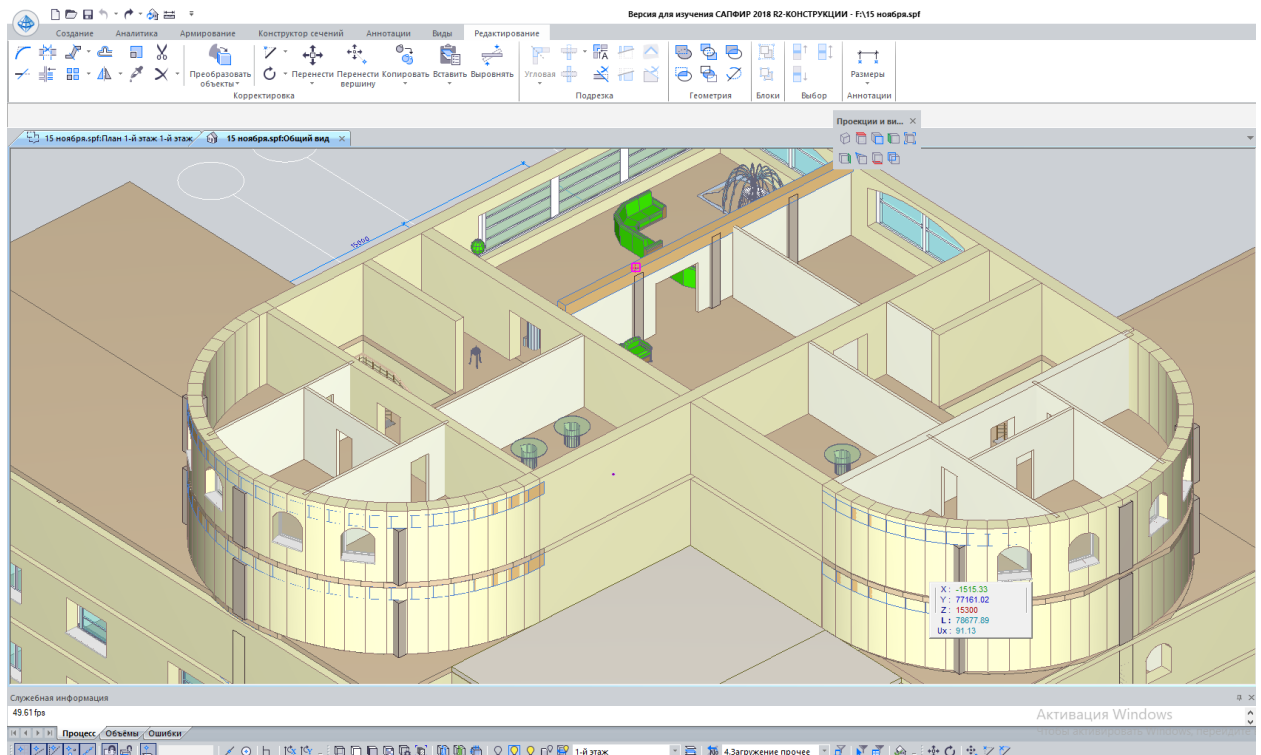 Версия для изучения САПФИР 2018 R2-КОНСТРУКЦИИ - F:\15 ноября.spf
Создание Аналитика Армирование Конструктор сечений Аннотации Виды Редактирование
Преобразовать объекты Перенести Перенести вершину Копировать Вставить Выровнять Угловая Размеры
Корректировка Подрезка Геометрия Блоки Выбор Аннотации
Проекции и ви...
15 ноября.spf:План 1-й этаж 1-й этаж 15 ноября.spf:Общий вид
15000
X: -1515.33
Y: 77161.02
Z: 15300
L: 78677.89
Ux: 91.13
Служебная информация
49.61 fps
Активация Windows
Процесс Объёмы Ошибки
1-й этаж 4.Загружение прочее